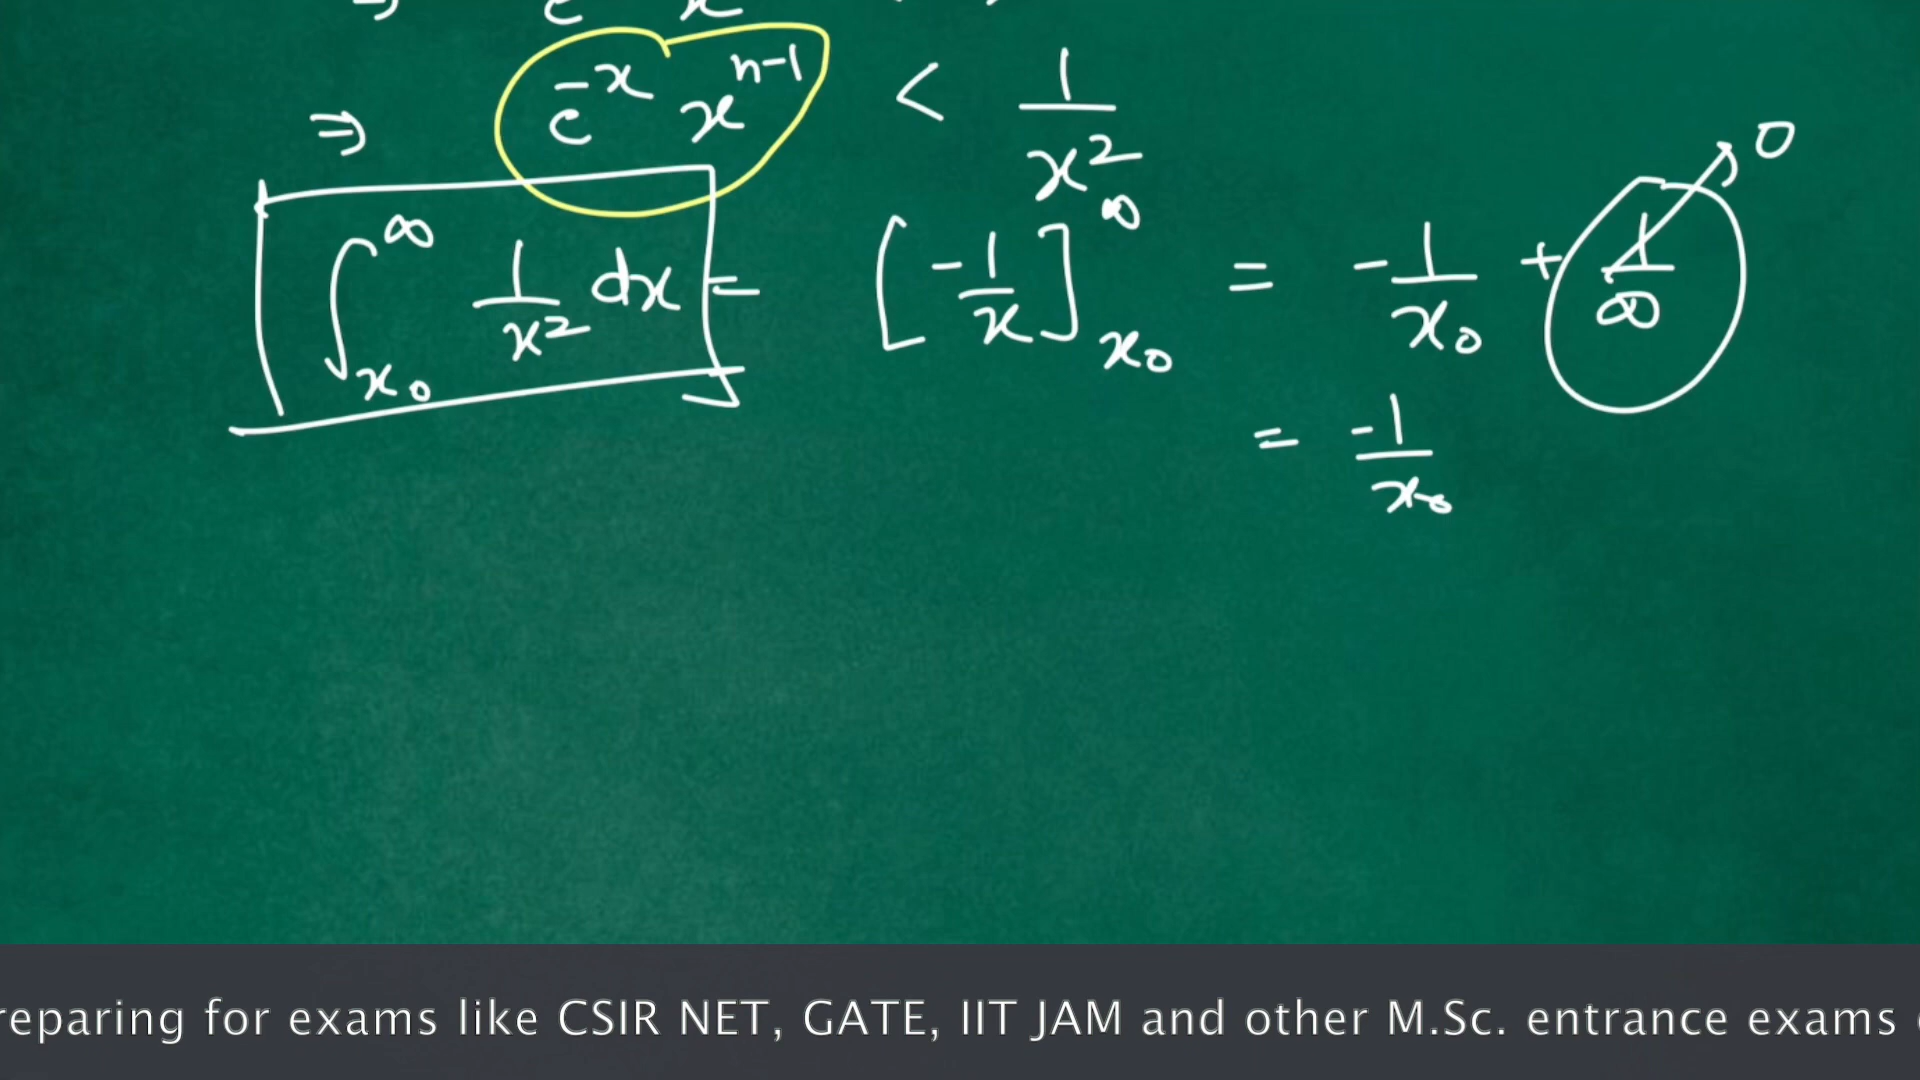 ⇒ e^{-x} x^{n-1} < 1/x^2
∫_{x_0}^{∞} 1/x^2 dx = [-1/x]_{x_0}^{∞} = -1/x_0 + 1/∞ → 0
= -1/x_0
reparing for exams like CSIR NET, GATE, IIT JAM and other M.Sc. entrance exams